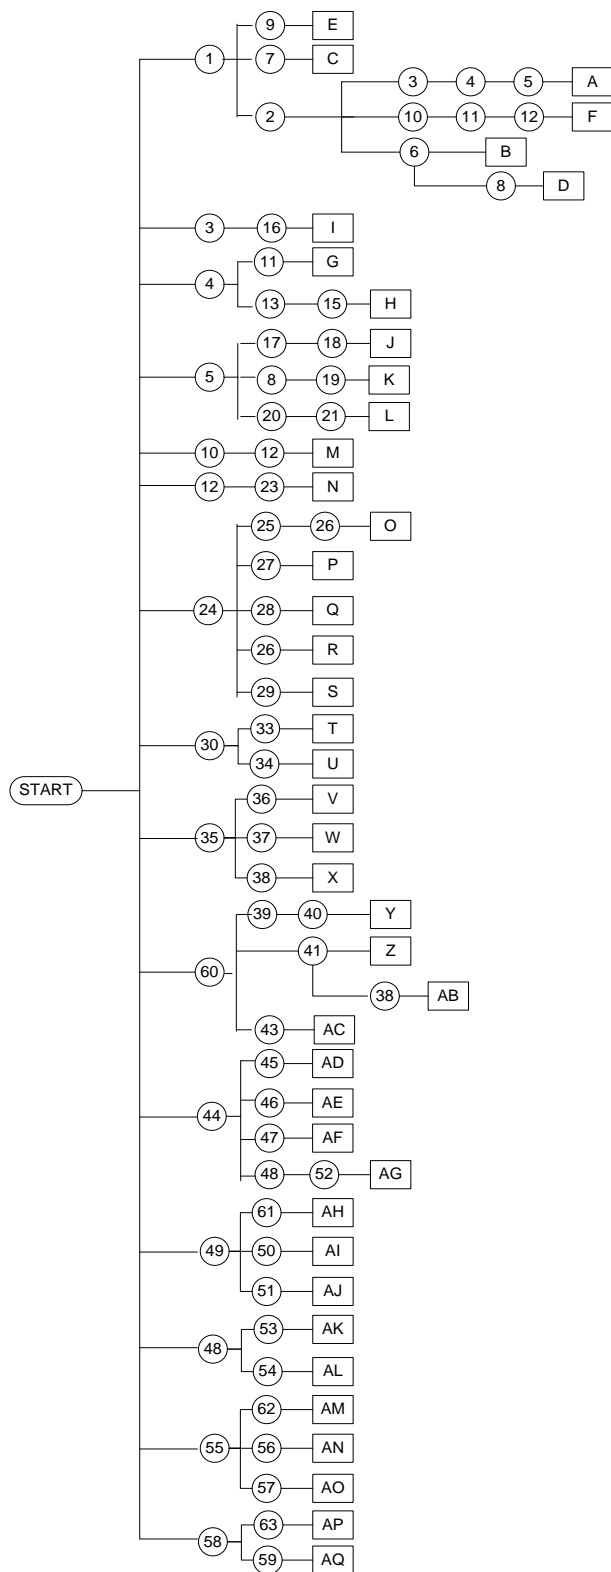 9 E
1 7 C
3 4 5 A
2 10 11 12 F
6 B
8 D
3 16 I
11 G
4
13 15 H
17 18 J
5 8 19 K
20 21 L
10 12 M
12 23 N
25 26 O
27 P
24 28 Q
26 R
29 S
33 T
30
34 U
START
36 V
35 37 W
38 X
39 40 Y
41 Z
60
38 AB
43 AC
45 AD
46 AE
44
47 AF
48 52 AG
61 AH
49 50 AI
51 AJ
53 AK
48
54 AL
62 AM
55 56 AN
57 AO
63 AP
58
59 AQ